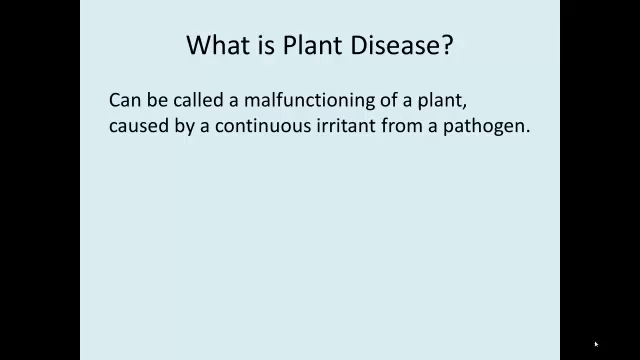 What is Plant Disease?
Can be called a malfunctioning of a plant,
caused by a continuous irritant from a pathogen.